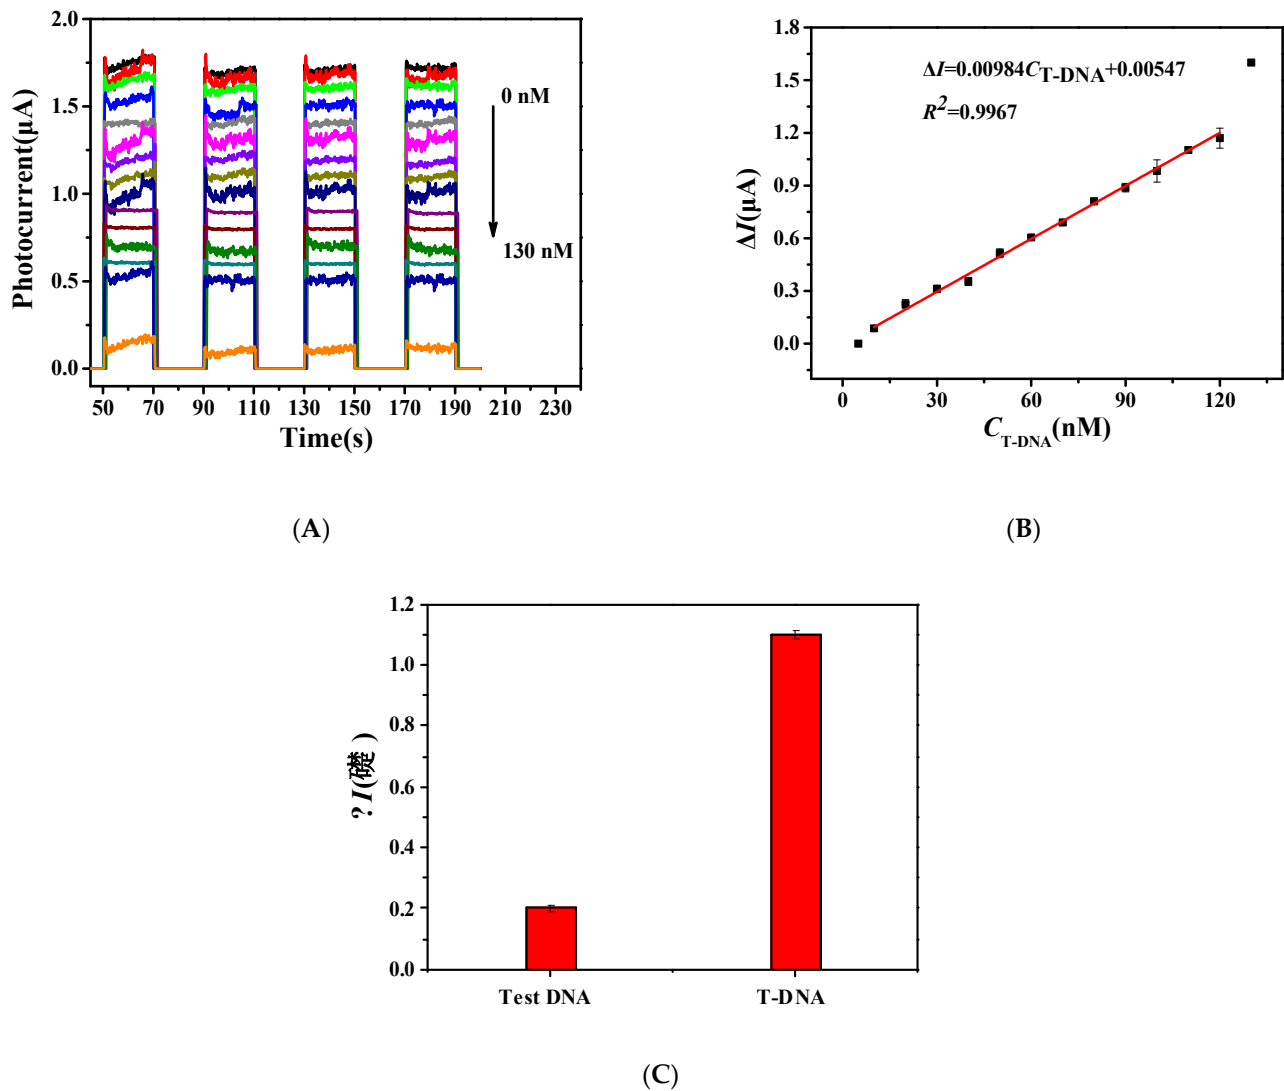 2.0
1.5
1.0
0.5
0.0
Photocurrent(μA)
0 nM
130 nM
50 70 90 110 130 150 170 190 210 230
Time(s)
(A)
1.8
1.5
1.2
0.9
0.6
0.3
0.0
ΔI(μA)
ΔI=0.00984C_T-DNA+0.00547
R²=0.9967
0 30 60 90 120
C_T-DNA(nM)
(B)
1.2
1.0
0.8
0.6
0.4
0.2
0.0
?I(礎)
Test DNA T-DNA
(C)